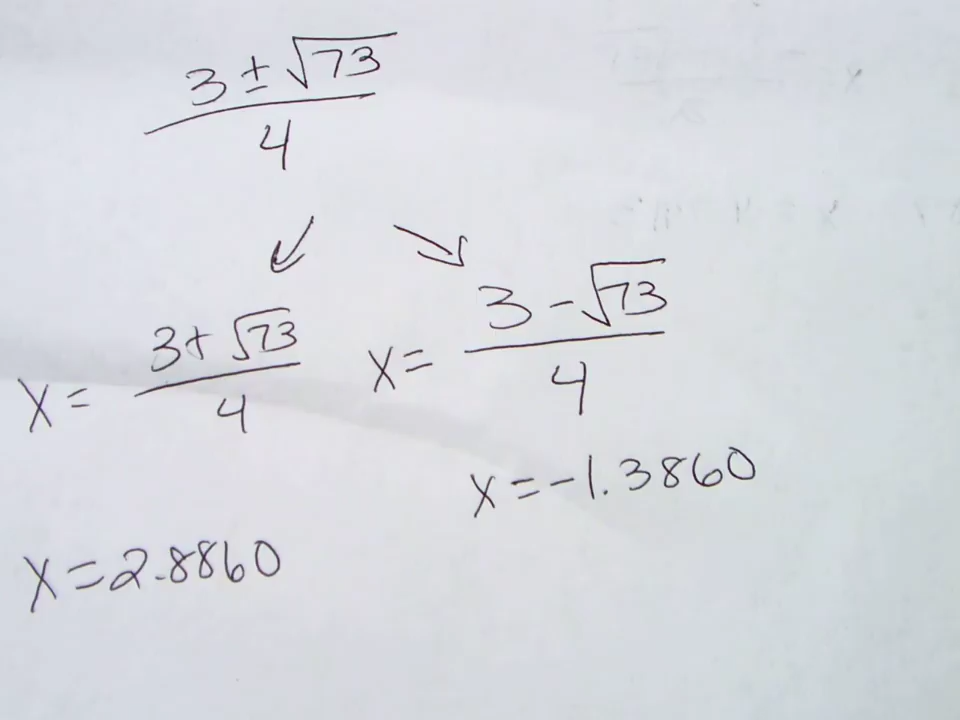 3 ± √73
4
x = 3 + √73
4
x = 3 - √73
4
x = -1.3860
x = 2.8860